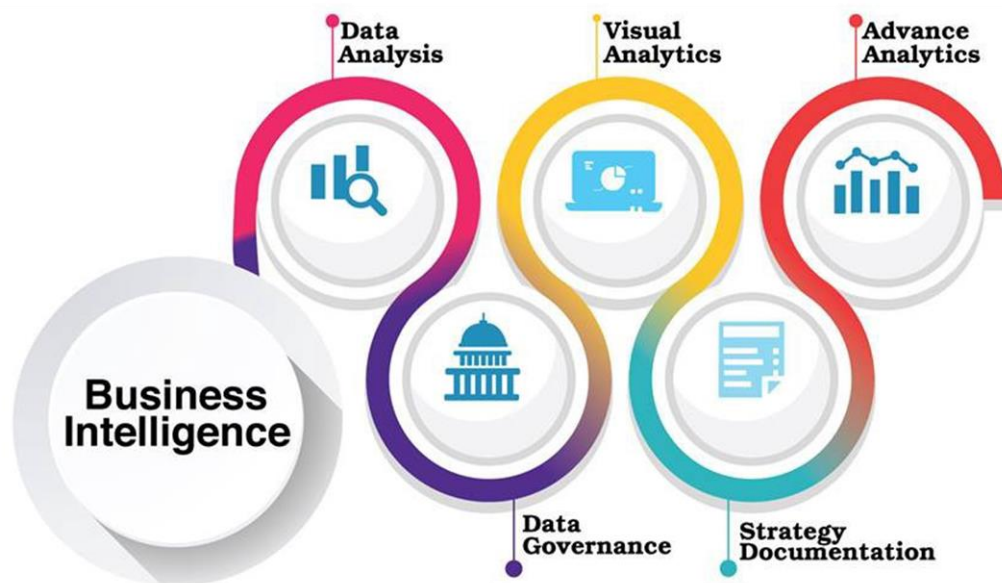 Data
Analysis
Visual
Analytics
Advance
Analytics
Business
Intelligence
Data
Governance
Strategy
Documentation